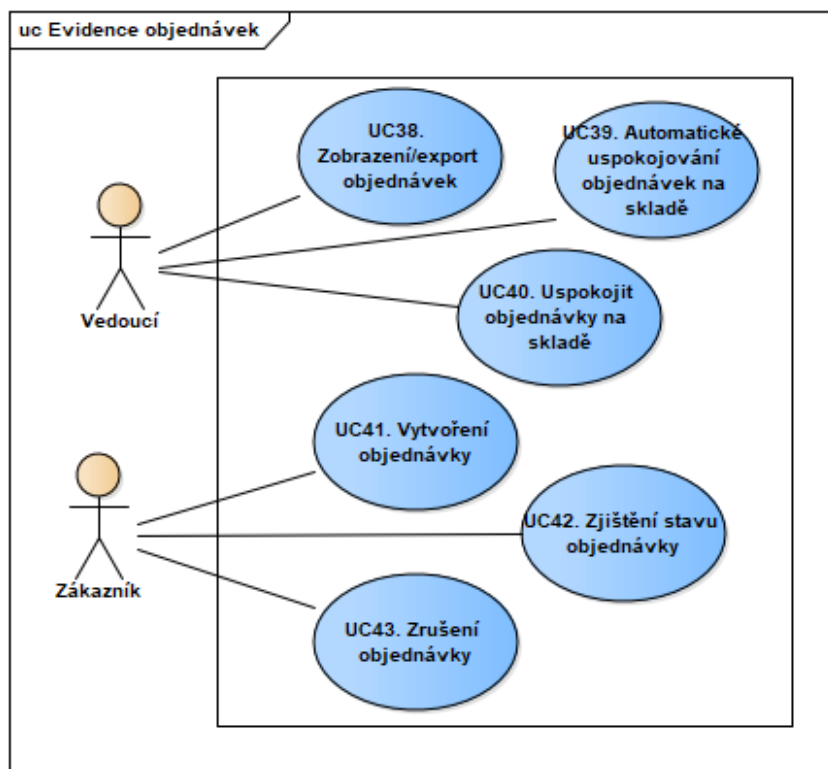 uc Evidence objednávek
UC38.
Zobrazení/export
objednávek
UC39. Automatické
uspokojování
objednávek na
skladě
UC40. Uspokojit
objednávky na
skladě
Vedoucí
UC41. Vytvoření
objednávky
UC42. Zjištění stavu
objednávky
Zákazník
UC43. Zrušení
objednávky